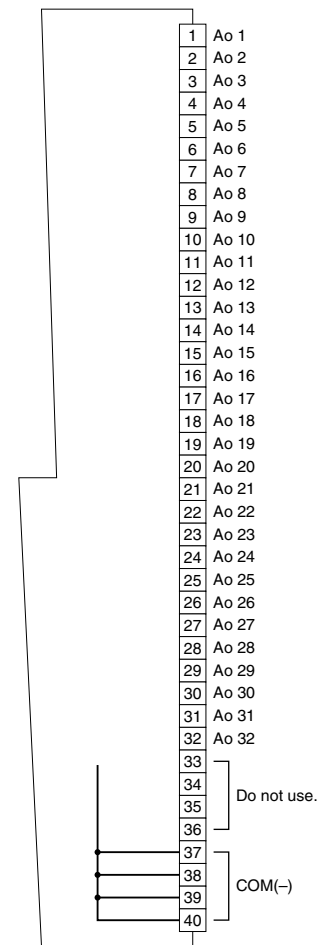 1 Ao 1
2 Ao 2
3 Ao 3
4 Ao 4
5 Ao 5
6 Ao 6
7 Ao 7
8 Ao 8
9 Ao 9
10 Ao 10
11 Ao 11
12 Ao 12
13 Ao 13
14 Ao 14
15 Ao 15
16 Ao 16
17 Ao 17
18 Ao 18
19 Ao 19
20 Ao 20
21 Ao 21
22 Ao 22
23 Ao 23
24 Ao 24
25 Ao 25
26 Ao 26
27 Ao 27
28 Ao 28
29 Ao 29
30 Ao 30
31 Ao 31
32 Ao 32
33
34
Do not use.
35
36
37
38
COM(–)
39
40